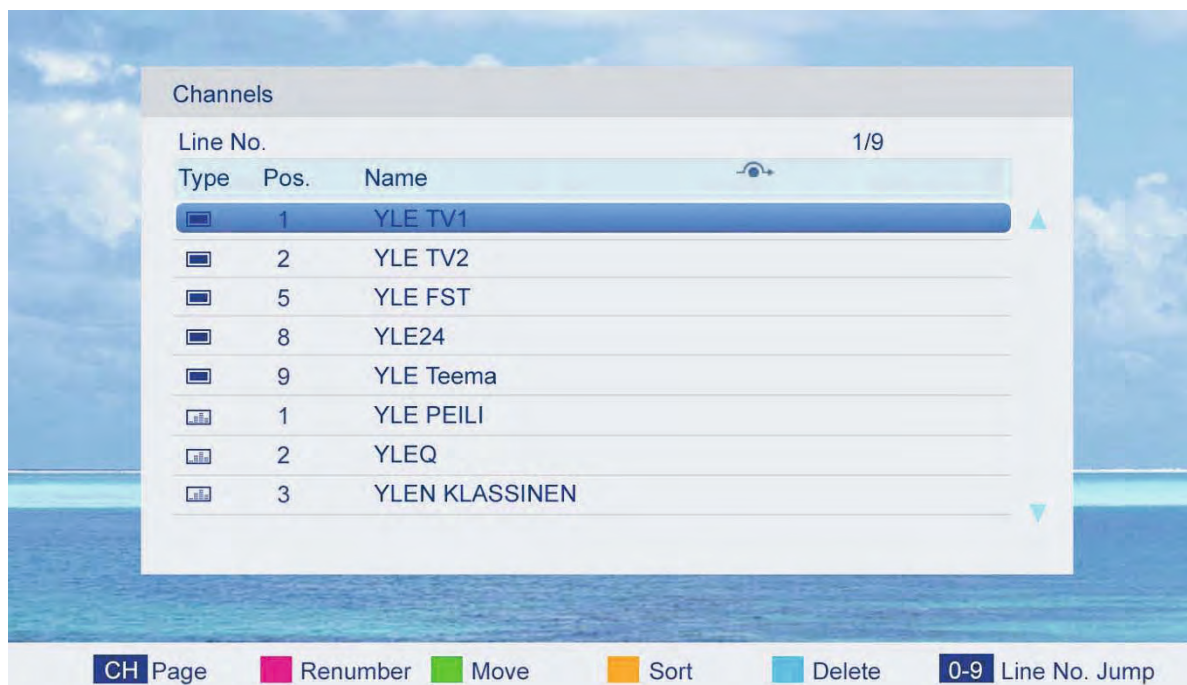 Channels
Line No. 1/9
Type Pos. Name
1 YLE TV1
2 YLE TV2
5 YLE FST
8 YLE24
9 YLE Teema
1 YLE PEILI
2 YLEQ
3 YLEN KLASSINEN
CH Page Renumber Move Sort Delete 0-9 Line No. Jump